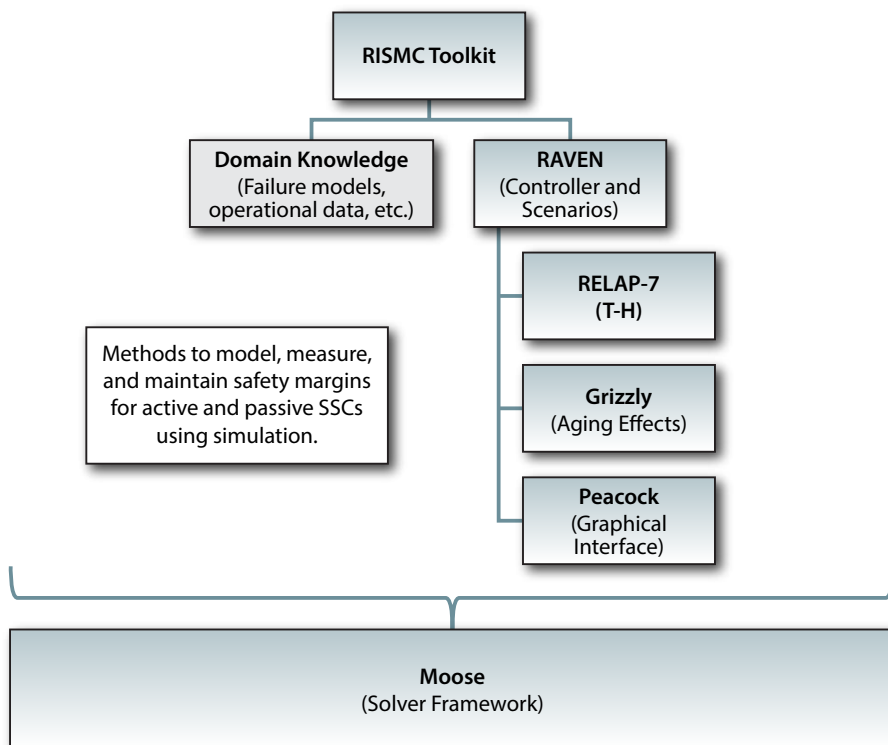 RISMC Toolkit
Domain Knowledge
(Failure models,
operational data, etc.)
RAVEN
(Controller and
Scenarios)
RELAP-7
(T-H)
Methods to model, measure,
and maintain safety margins
for active and passive SSCs
using simulation.
Grizzly
(Aging Effects)
Peacock
(Graphical
Interface)
Moose
(Solver Framework)